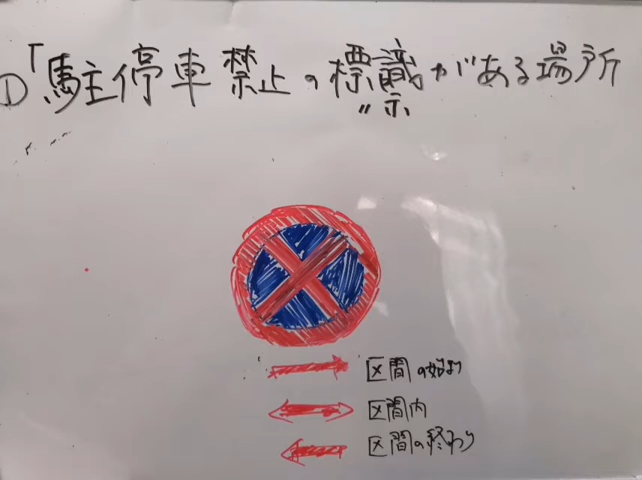 ①「駐停車禁止の標識がある場所
〃示
区間の始まり
区間内
区間の終わり